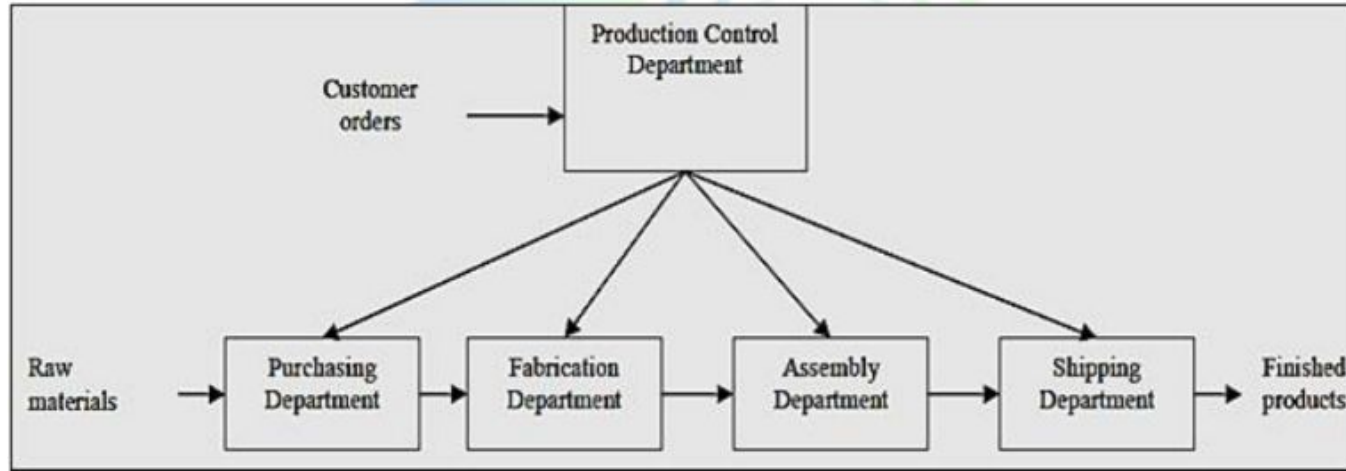 Production Control
Department
Customer
orders
Raw
materials
Purchasing
Department
Fabrication
Department
Assembly
Department
Shipping
Department
Finished
products